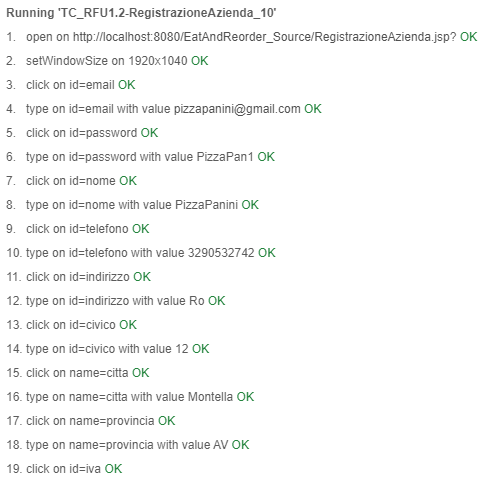 Running 'TC_RFU1.2-RegistrazioneAzienda_10'
1. open on http://localhost:8080/EatAndReorder_Source/RegistrazioneAzienda.jsp? OK
2. setWindowSize on 1920x1040 OK
3. click on id=email OK
4. type on id=email with value pizzapanini@gmail.com OK
5. click on id=password OK
6. type on id=password with value PizzaPan1 OK
7. click on id=nome OK
8. type on id=nome with value PizzaPanini OK
9. click on id=telefono OK
10. type on id=telefono with value 3290532742 OK
11. click on id=indirizzo OK
12. type on id=indirizzo with value Ro OK
13. click on id=civico OK
14. type on id=civico with value 12 OK
15. click on name=citta OK
16. type on name=citta with value Montella OK
17. click on name=provincia OK
18. type on name=provincia with value AV OK
19. click on id=iva OK